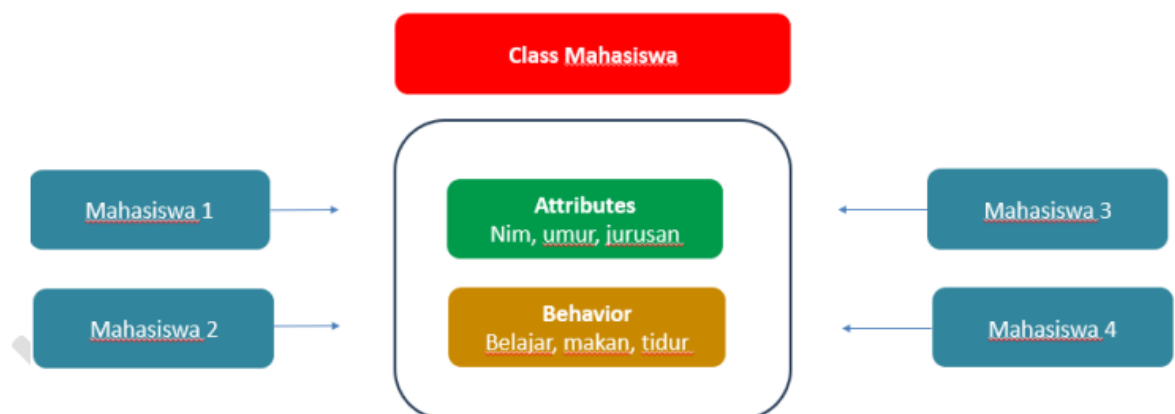 Class Mahasiswa
Mahasiswa 1
Mahasiswa 2
Attributes
Nim, umur, jurusan
Behavior
Belajar, makan, tidur
Mahasiswa 3
Mahasiswa 4